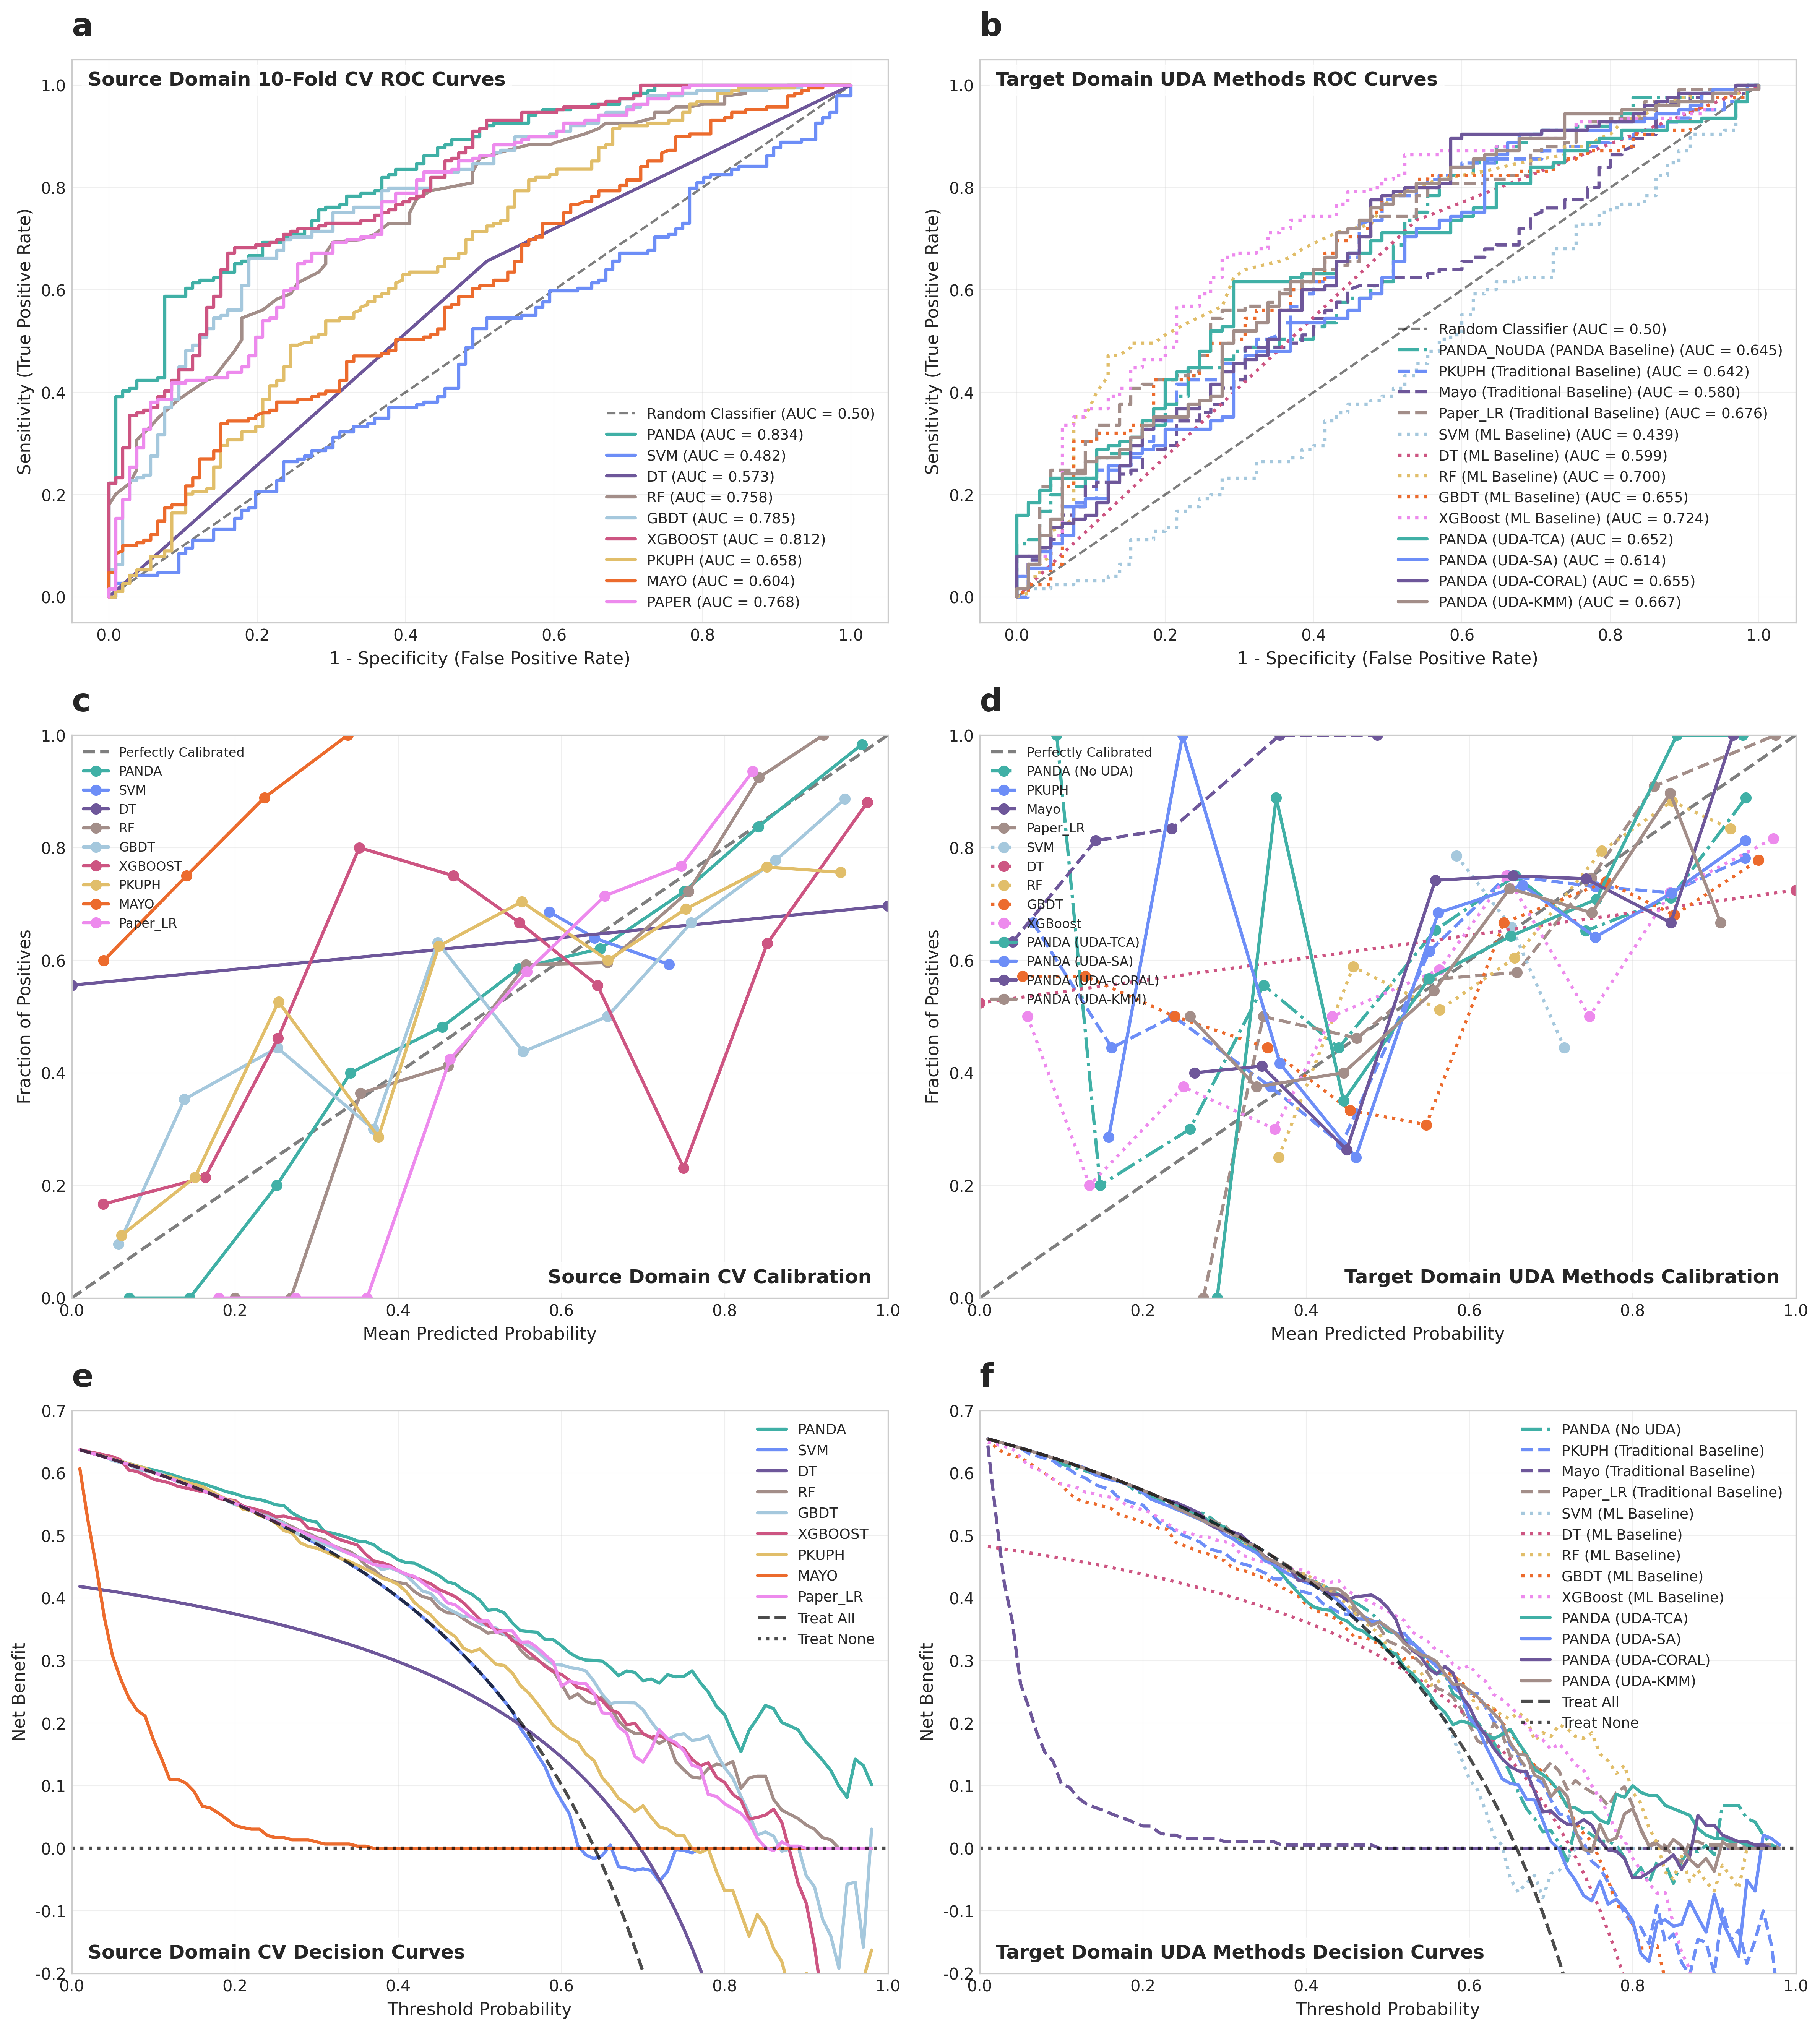 a
Source Domain 10-Fold CV ROC Curves
Sensitivity (True Positive Rate)
1.0
0.8
0.6
0.4
0.2
0.0
Random Classifier (AUC = 0.50)
PANDA (AUC = 0.834)
SVM (AUC = 0.482)
DT (AUC = 0.573)
RF (AUC = 0.758)
GBDT (AUC = 0.785)
XGBOOST (AUC = 0.812)
PKUPH (AUC = 0.658)
MAYO (AUC = 0.604)
PAPER (AUC = 0.768)
0.0 0.2 0.4 0.6 0.8 1.0
1 - Specificity (False Positive Rate)
b
Target Domain UDA Methods ROC Curves
Sensitivity (True Positive Rate)
1.0
0.8
0.6
0.4
0.2
0.0
Random Classifier (AUC = 0.50)
PANDA_NoUDA (PANDA Baseline) (AUC = 0.645)
PKUPH (Traditional Baseline) (AUC = 0.642)
Mayo (Traditional Baseline) (AUC = 0.580)
Paper_LR (Traditional Baseline) (AUC = 0.676)
SVM (ML Baseline) (AUC = 0.439)
DT (ML Baseline) (AUC = 0.599)
RF (ML Baseline) (AUC = 0.700)
GBDT (ML Baseline) (AUC = 0.655)
XGBoost (ML Baseline) (AUC = 0.724)
PANDA (UDA-TCA) (AUC = 0.652)
PANDA (UDA-SA) (AUC = 0.614)
PANDA (UDA-CORAL) (AUC = 0.655)
PANDA (UDA-KMM) (AUC = 0.667)
0.0 0.2 0.4 0.6 0.8 1.0
1 - Specificity (False Positive Rate)
c
Fraction of Positives
1.0
0.8
0.6
0.4
0.2
0.0
Perfectly Calibrated
PANDA
SVM
DT
RF
GBDT
XGBOOST
PKUPH
MAYO
Paper_LR
Source Domain CV Calibration
0.0 0.2 0.4 0.6 0.8 1.0
Mean Predicted Probability
d
Fraction of Positives
1.0
0.8
0.6
0.4
0.2
0.0
Perfectly Calibrated
PANDA (No UDA)
PKUPH
Mayo
Paper_LR
SVM
DT
RF
GBDT
XGBoost
PANDA (UDA-TCA)
PANDA (UDA-SA)
PANDA (UDA-CORAL)
PANDA (UDA-KMM)
Target Domain UDA Methods Calibration
0.0 0.2 0.4 0.6 0.8 1.0
Mean Predicted Probability
e
Net Benefit
0.7
0.6
0.5
0.4
0.3
0.2
0.1
0.0
-0.1
-0.2
PANDA
SVM
DT
RF
GBDT
XGBOOST
PKUPH
MAYO
Paper_LR
Treat All
Treat None
Source Domain CV Decision Curves
0.0 0.2 0.4 0.6 0.8 1.0
Threshold Probability
f
Net Benefit
0.7
0.6
0.5
0.4
0.3
0.2
0.1
0.0
-0.1
-0.2
PANDA (No UDA)
PKUPH (Traditional Baseline)
Mayo (Traditional Baseline)
Paper_LR (Traditional Baseline)
SVM (ML Baseline)
DT (ML Baseline)
RF (ML Baseline)
GBDT (ML Baseline)
XGBoost (ML Baseline)
PANDA (UDA-TCA)
PANDA (UDA-SA)
PANDA (UDA-CORAL)
PANDA (UDA-KMM)
Treat All
Treat None
Target Domain UDA Methods Decision Curves
0.0 0.2 0.4 0.6 0.8 1.0
Threshold Probability